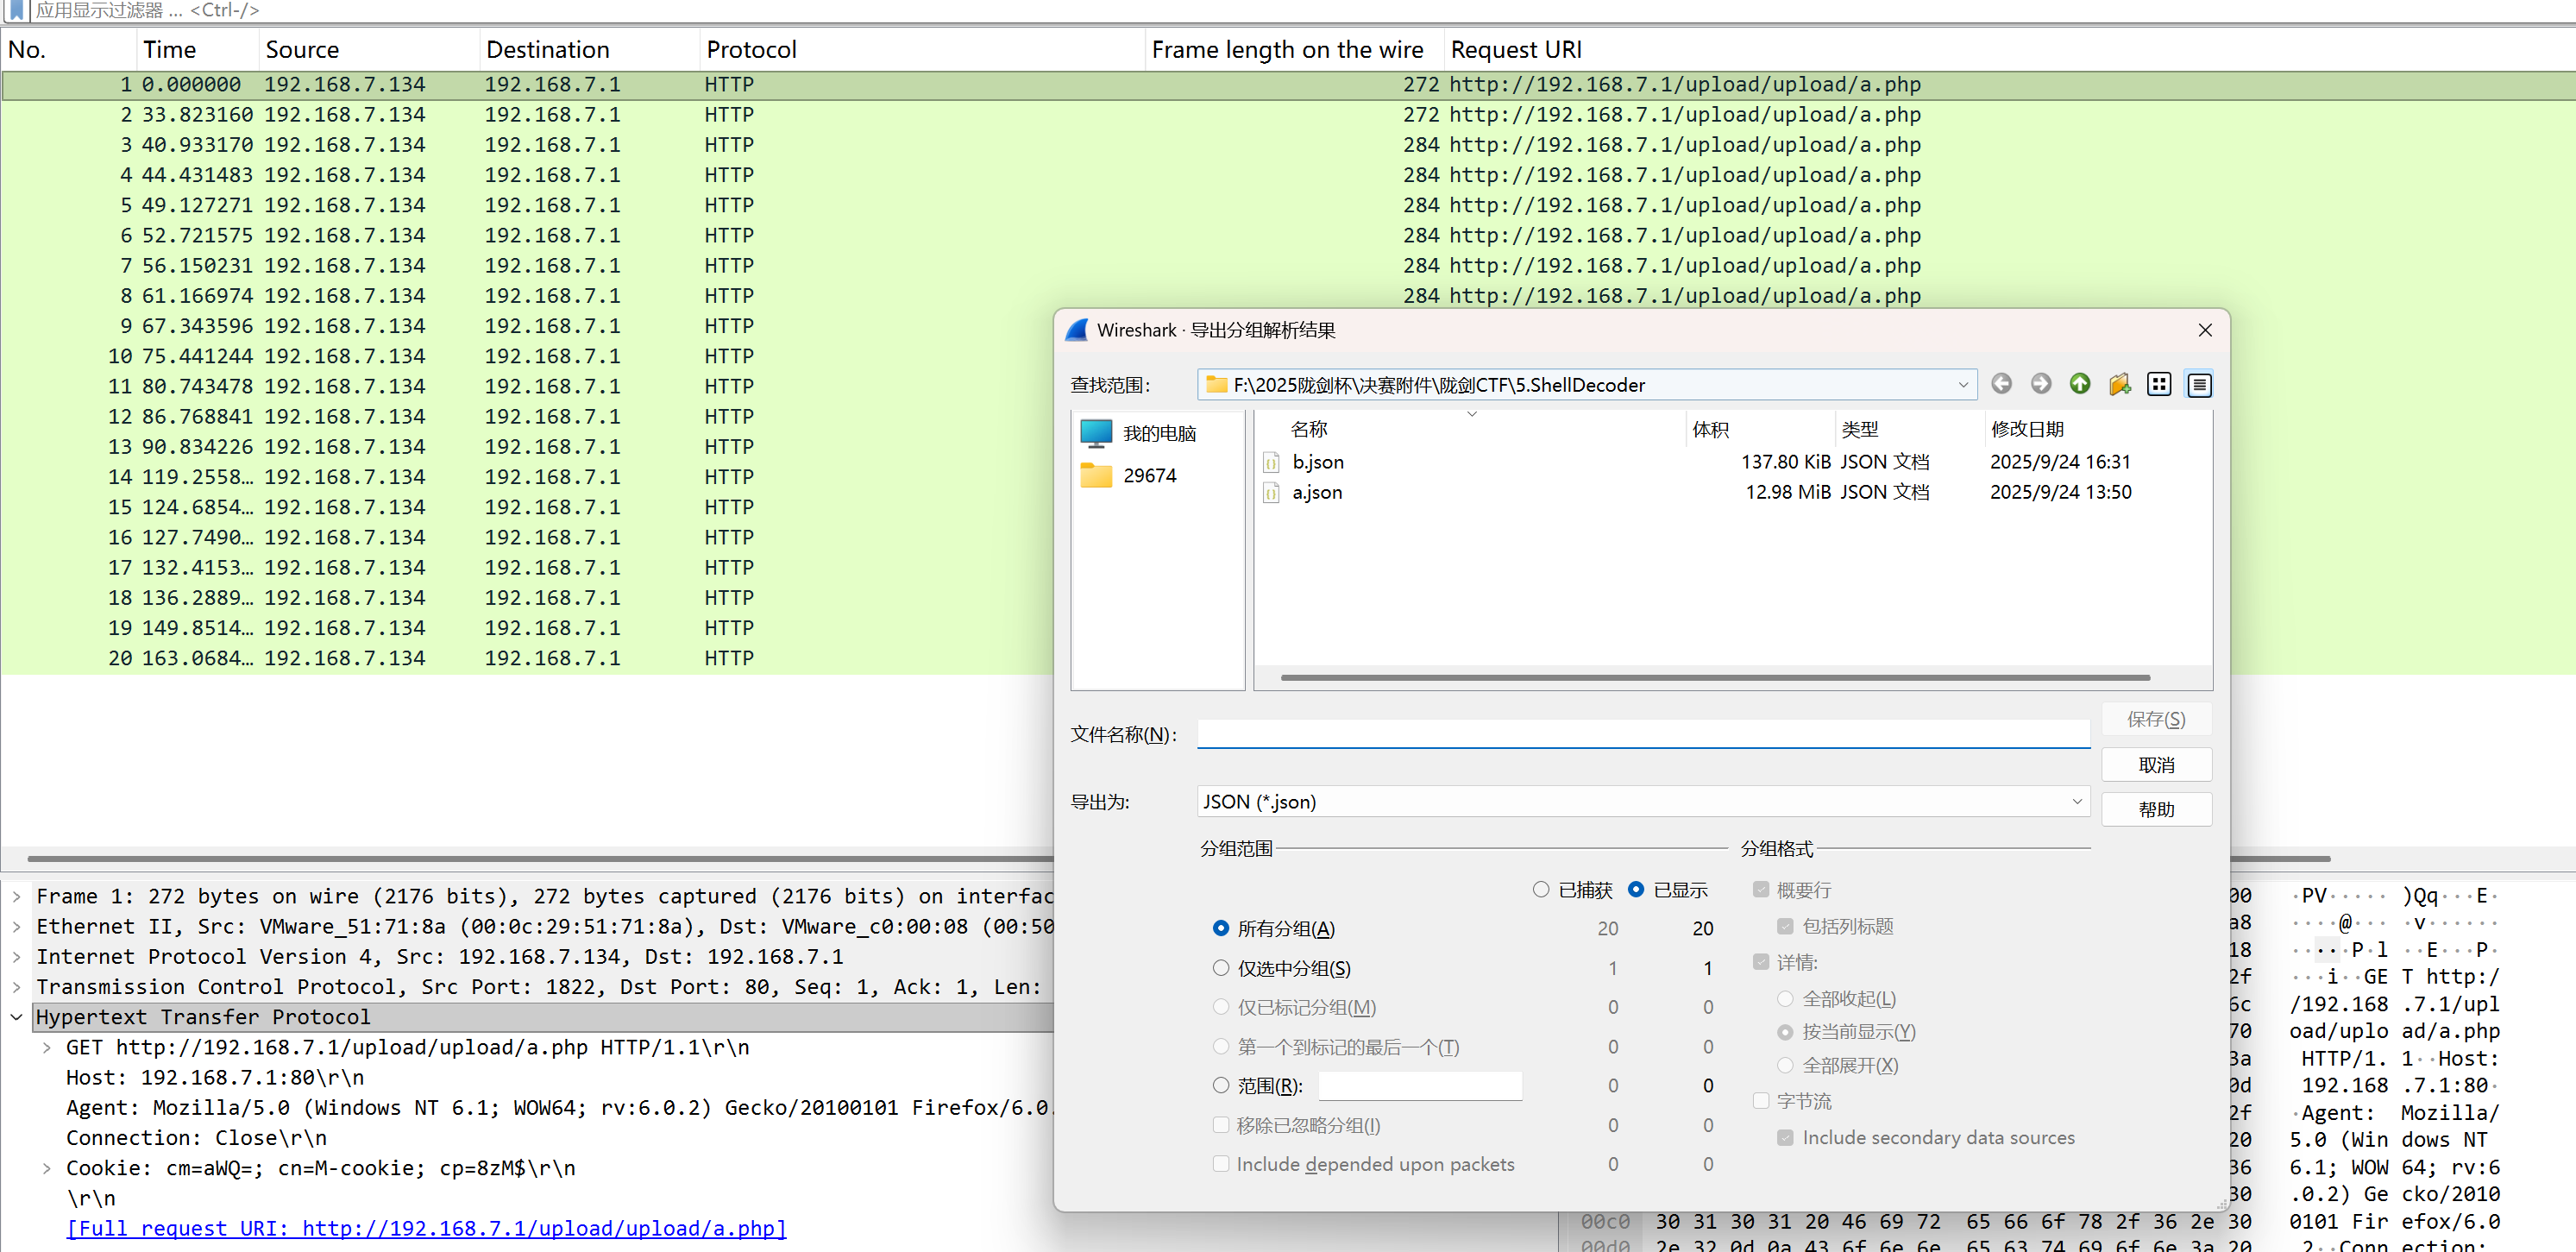 应用显示过滤器 … <Ctrl-/>
No. Time Source Destination Protocol Frame length on the wire Request URI
1 0.000000 192.168.7.134 192.168.7.1 HTTP 272 http://192.168.7.1/upload/upload/a.php
2 33.823160 192.168.7.134 192.168.7.1 HTTP 272 http://192.168.7.1/upload/upload/a.php
3 40.933170 192.168.7.134 192.168.7.1 HTTP 284 http://192.168.7.1/upload/upload/a.php
4 44.431483 192.168.7.134 192.168.7.1 HTTP 284 http://192.168.7.1/upload/upload/a.php
5 49.127271 192.168.7.134 192.168.7.1 HTTP 284 http://192.168.7.1/upload/upload/a.php
6 52.721575 192.168.7.134 192.168.7.1 HTTP 284 http://192.168.7.1/upload/upload/a.php
7 56.150231 192.168.7.134 192.168.7.1 HTTP 284 http://192.168.7.1/upload/upload/a.php
8 61.166974 192.168.7.134 192.168.7.1 HTTP 284 http://192.168.7.1/upload/upload/a.php
9 67.343596 192.168.7.134 192.168.7.1 HTTP
10 75.441244 192.168.7.134 192.168.7.1 HTTP
11 80.743478 192.168.7.134 192.168.7.1 HTTP
12 86.768841 192.168.7.134 192.168.7.1 HTTP
13 90.834226 192.168.7.134 192.168.7.1 HTTP
14 119.2558… 192.168.7.134 192.168.7.1 HTTP
15 124.6854… 192.168.7.134 192.168.7.1 HTTP
16 127.7490… 192.168.7.134 192.168.7.1 HTTP
17 132.4153… 192.168.7.134 192.168.7.1 HTTP
18 136.2889… 192.168.7.134 192.168.7.1 HTTP
19 149.8514… 192.168.7.134 192.168.7.1 HTTP
20 163.0684… 192.168.7.134 192.168.7.1 HTTP
Wireshark · 导出分组解析结果
查找范围: F:\2025陇剑杯\决赛附件\陇剑CTF\5.ShellDecoder
我的电脑
29674
名称 体积 类型 修改日期
b.json 137.80 KiB JSON 文档 2025/9/24 16:31
a.json 12.98 MiB JSON 文档 2025/9/24 13:50
文件名称(N): 保存(S)
取消
导出为: JSON (*.json) 帮助
分组范围 分组格式
已捕获 已显示 概要行
所有分组(A) 20 20 包括列标题
仅选中分组(S) 1 1 详情:
全部收起(L)
仅已标记分组(M) 0 0
按当前显示(Y)
第一个到标记的最后一个(T) 0 0
全部展开(X)
范围(R): 0 0
字节流
移除已忽略分组(I) 0 0
Include secondary data sources
Include depended upon packets 0 0
Frame 1: 272 bytes on wire (2176 bits), 272 bytes captured (2176 bits) on interfac
Ethernet II, Src: VMware_51:71:8a (00:0c:29:51:71:8a), Dst: VMware_c0:00:08 (00:50
Internet Protocol Version 4, Src: 192.168.7.134, Dst: 192.168.7.1
Transmission Control Protocol, Src Port: 1822, Dst Port: 80, Seq: 1, Ack: 1, Len:
Hypertext Transfer Protocol
GET http://192.168.7.1/upload/upload/a.php HTTP/1.1\r\n
Host: 192.168.7.1:80\r\n
Agent: Mozilla/5.0 (Windows NT 6.1; WOW64; rv:6.0.2) Gecko/20100101 Firefox/6.0.
Connection: Close\r\n
Cookie: cm=aWQ=; cn=M-cookie; cp=8zM$\r\n
\r\n
[Full request URI: http://192.168.7.1/upload/upload/a.php]
00 ·PV····· )Qq···E·
a8 ····@··· ·v······
18 ·····P·l ··E··P·
2f ···i··GE T http:/
6c /192.168 .7.1/upl
70 oad/uplo ad/a.php
3a HTTP/1. 1··Host:
0d 192.168 .7.1:80·
2f ·Agent: Mozilla/
20 5.0 (Win dows NT
36 6.1; WOW 64; rv:6
30 .0.2) Ge cko/2010
00c0 30 31 30 31 20 46 69 72 65 66 6f 78 2f 36 2e 30 0101 Fir efox/6.0
00d0 2e 32 0d 0a 43 6f 6e 6e 65 63 74 69 6f 6e 3a 20 .2··Conn ection: